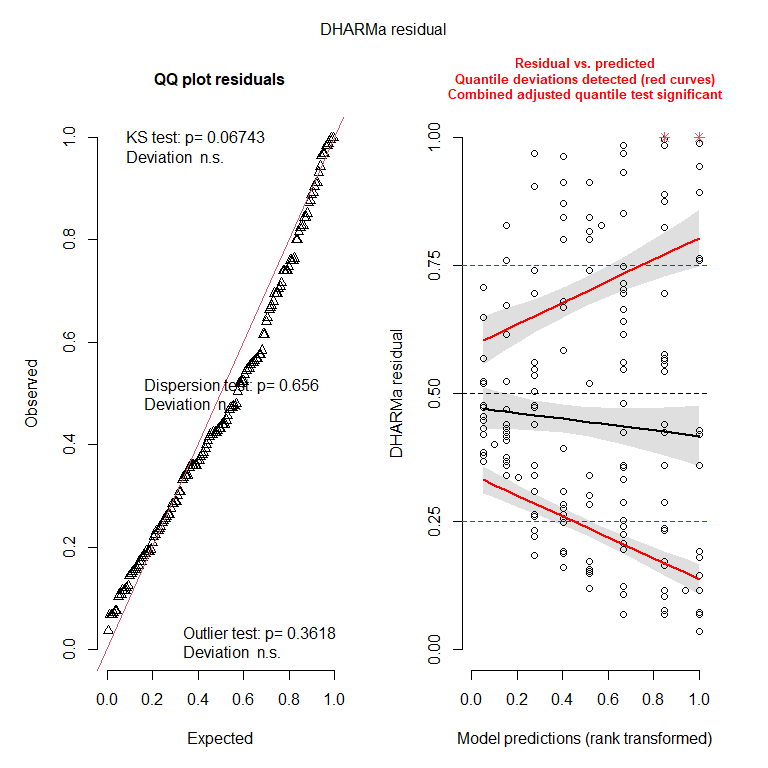 DHARMa residual
QQ plot residuals
KS test: p= 0.06743
Deviation n.s.
Dispersion test: p= 0.656
Deviation n.s.
Outlier test: p= 0.3618
Deviation n.s.
Observed
0.0 0.2 0.4 0.6 0.8 1.0
0.0 0.2 0.4 0.6 0.8 1.0
Expected
Residual vs. predicted
Quantile deviations detected (red curves)
Combined adjusted quantile test significant
DHARMa residual
0.00 0.25 0.50 0.75 1.00
0.0 0.2 0.4 0.6 0.8 1.0
Model predictions (rank transformed)